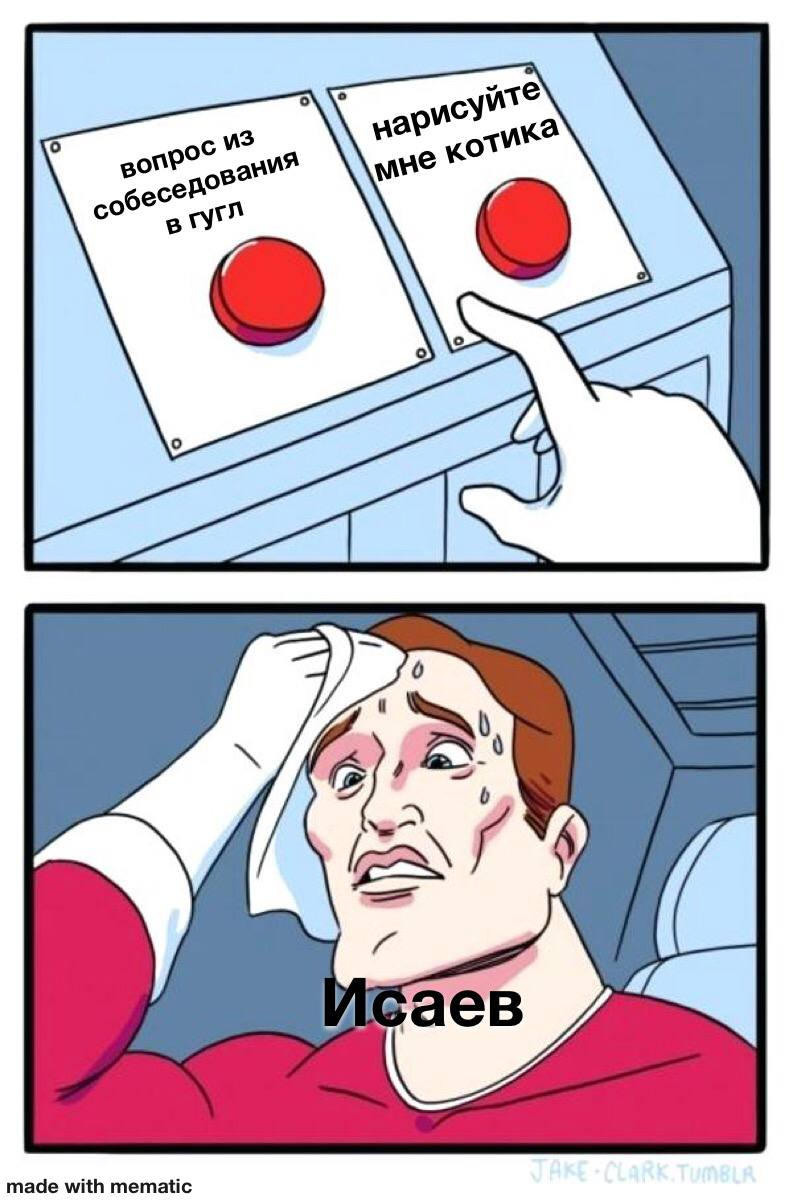 вопрос из
собеседования
в гугл
нарисуйте
мне котика
Исаев
JAKE-CLARK.TUMBLR
made with mematic